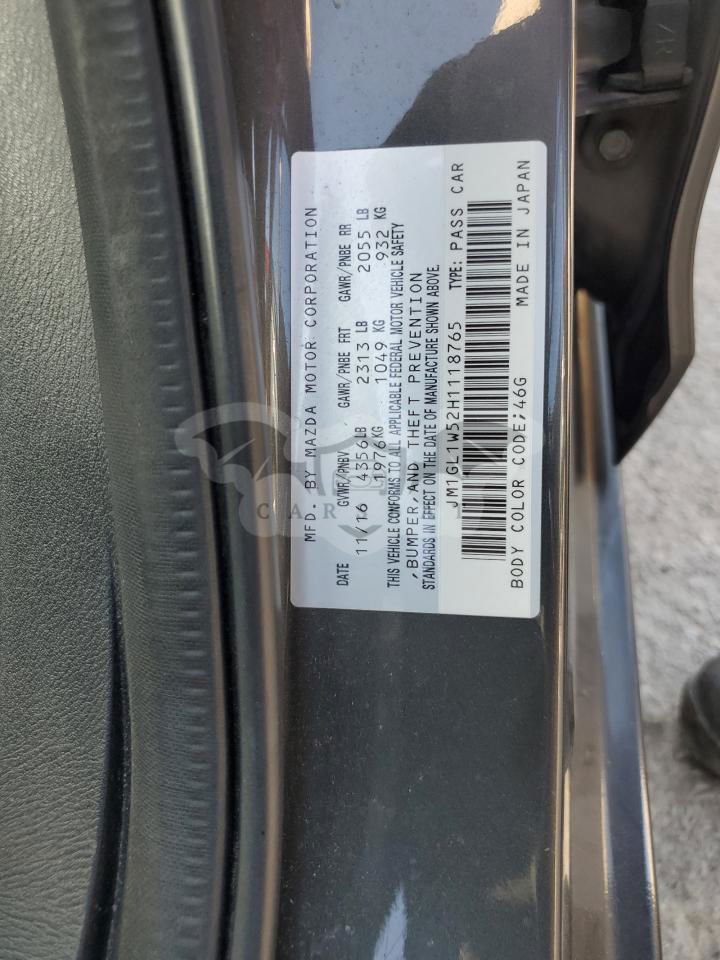 MFD. BY MAZDA MOTOR CORPORATION
DATE GVWR/PNBV GAWR/PNBE FRT GAWR/PNBE RR
11/16 4356LB 2313 LB 2055 LB
1976KG 1049 KG 932 KG
THIS VEHICLE CONFORMS TO ALL APPLICABLE FEDERAL MOTOR VEHICLE SAFETY
,BUMPER,AND THEFT PREVENTION
STANDARDS IN EFFECT ON THE DATE OF MANUFACTURE SHOWN ABOVE.
JM1GL1W52H1118765 TYPE: PASS CAR
BODY COLOR CODE;46G MADE IN JAPAN